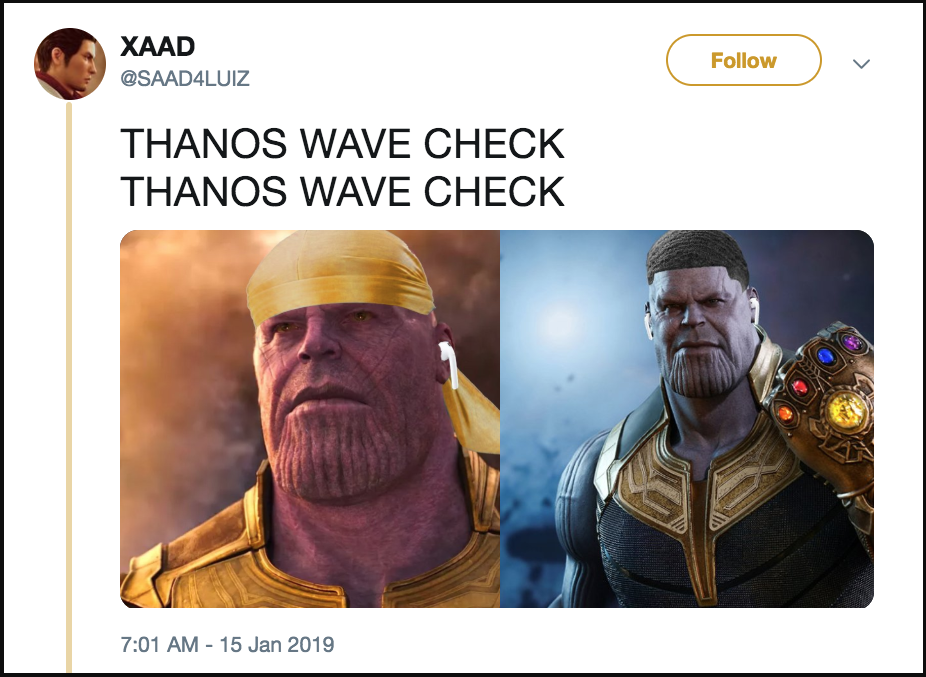 XAAD
@SAAD4LUIZ
Follow
THANOS WAVE CHECK
THANOS WAVE CHECK
7:01 AM - 15 Jan 2019